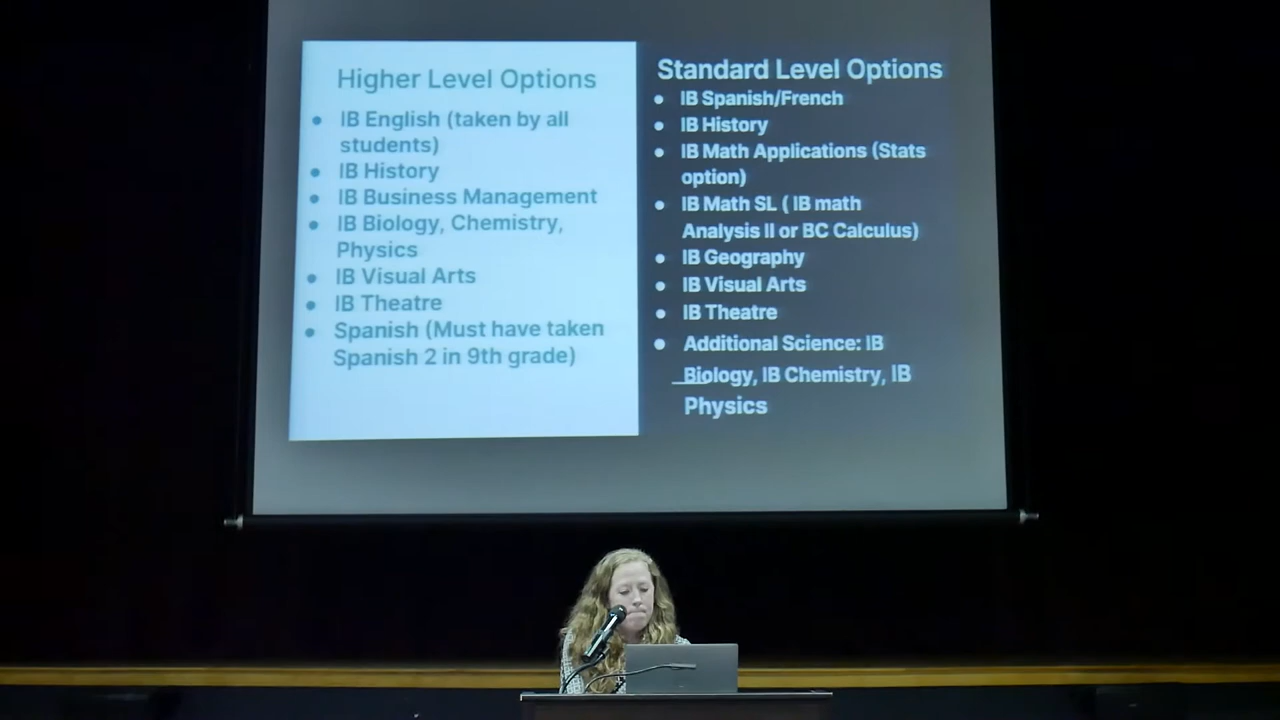 Higher Level Options
● IB English (taken by all
students)
● IB History
● IB Business Management
● IB Biology, Chemistry,
Physics
● IB Visual Arts
● IB Theatre
● Spanish (Must have taken
Spanish 2 in 9th grade)
Standard Level Options
● IB Spanish/French
● IB History
● IB Math Applications (Stats
option)
● IB Math SL ( IB math
Analysis II or BC Calculus)
● IB Geography
● IB Visual Arts
● IB Theatre
● Additional Science: IB
Biology, IB Chemistry, IB
Physics